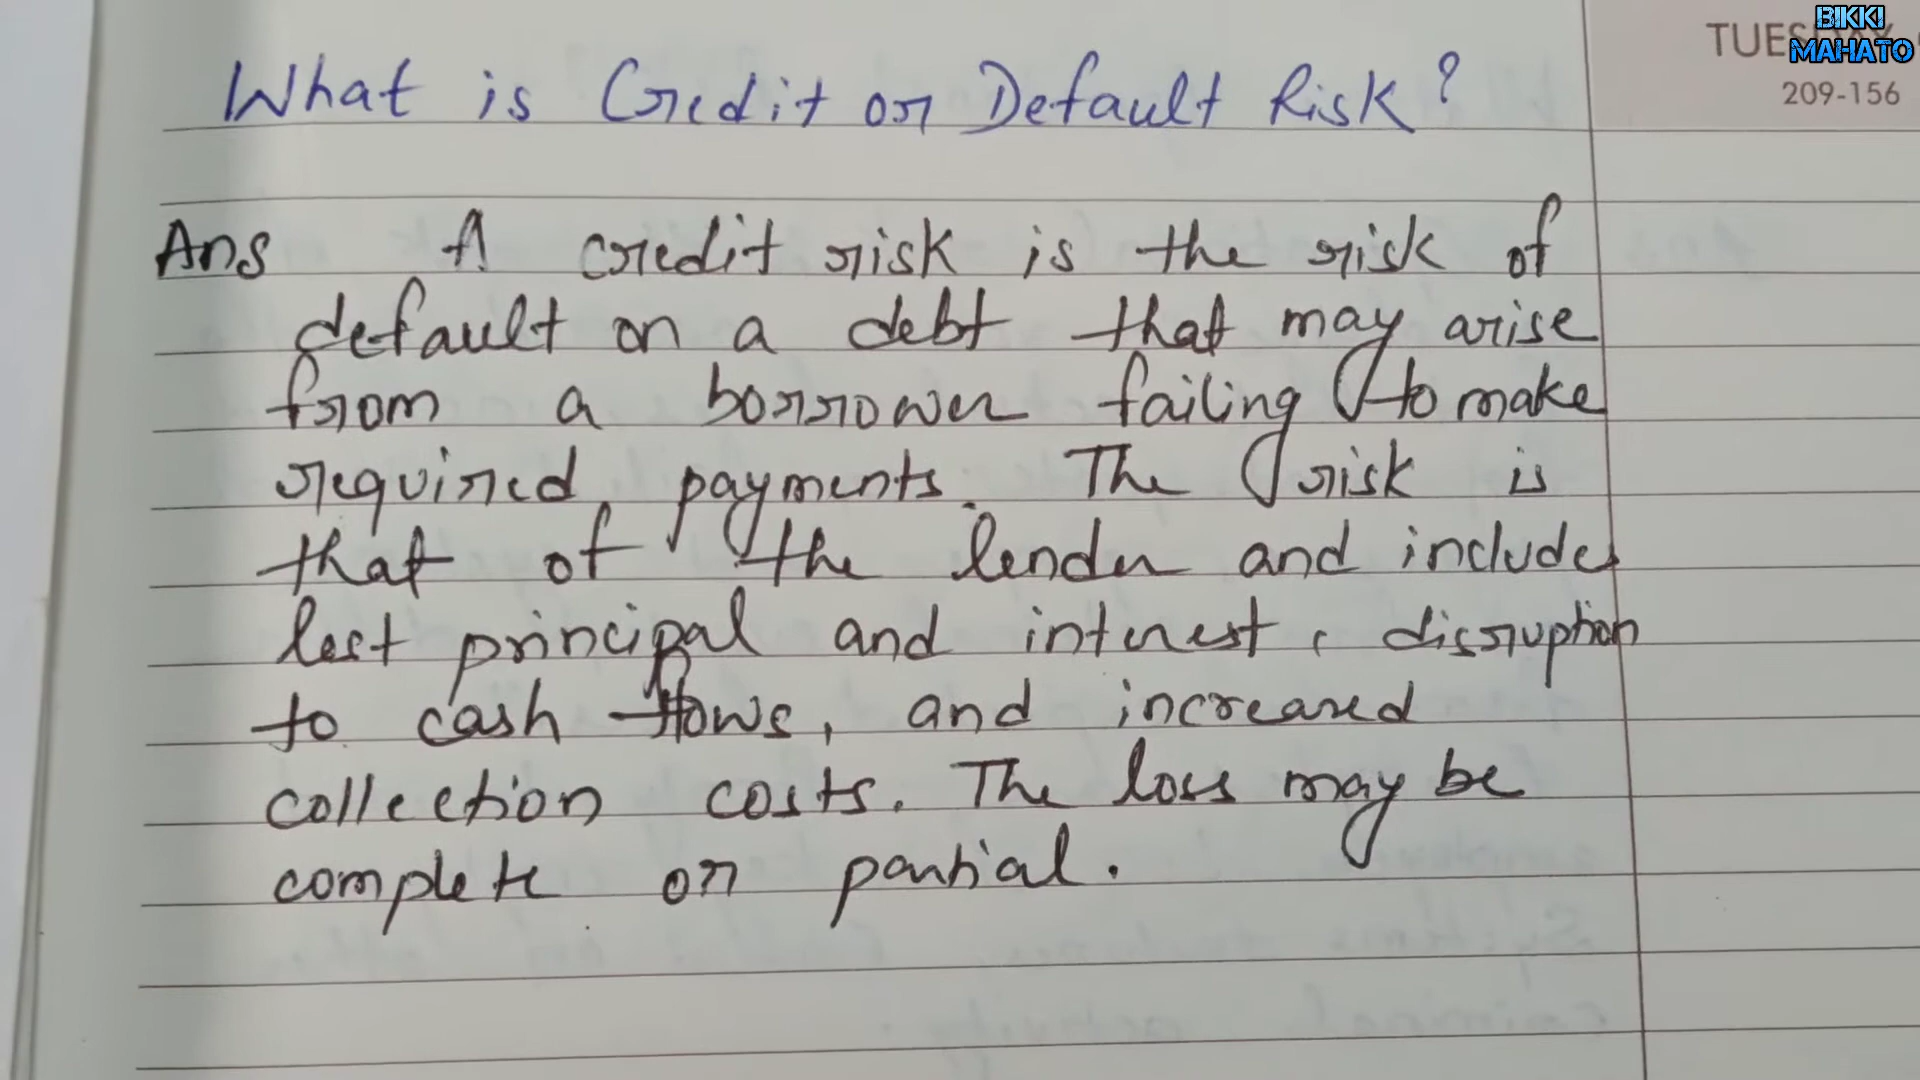 BIKKI
MAHATO
209-156
What is Credit or Default Risk?
Ans A credit risk is the risk of
default on a debt that may arise
from a borrower failing to make
required payments. The risk is
that of the lender and includes
lost principal and interest, disruption
to cash flows, and increased
collection costs. The loss may be
complete or partial.